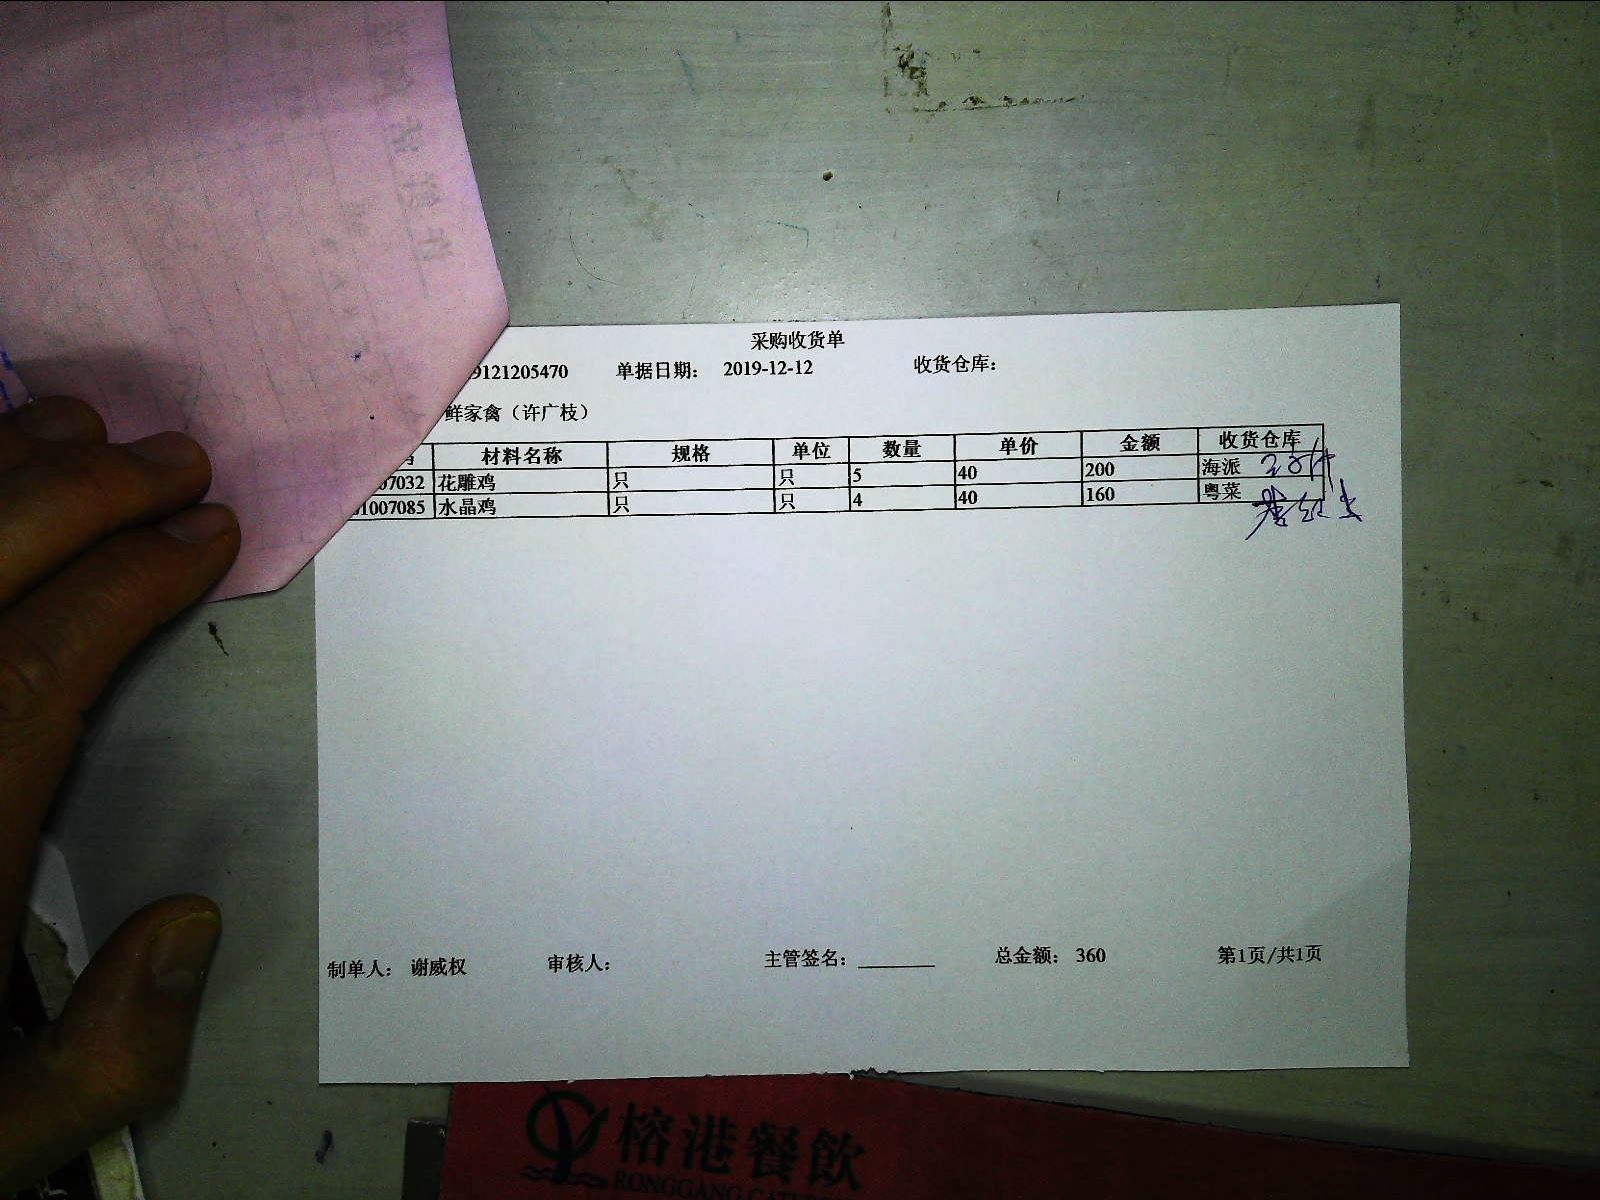 采购收货单
9121205470 单据日期： 2019-12-12 收货仓库：
鲜家禽（许广枝）
材料名称 规格 单位 数量 单价 金额 收货仓库
07032 花雕鸡 只 只 5 40 200 海派
1007085 水晶鸡 只 只 4 40 160 粤菜
制单人： 谢威权 审核人： 主管签名： 总金额： 360 第1页/共1页
榕港餐飲